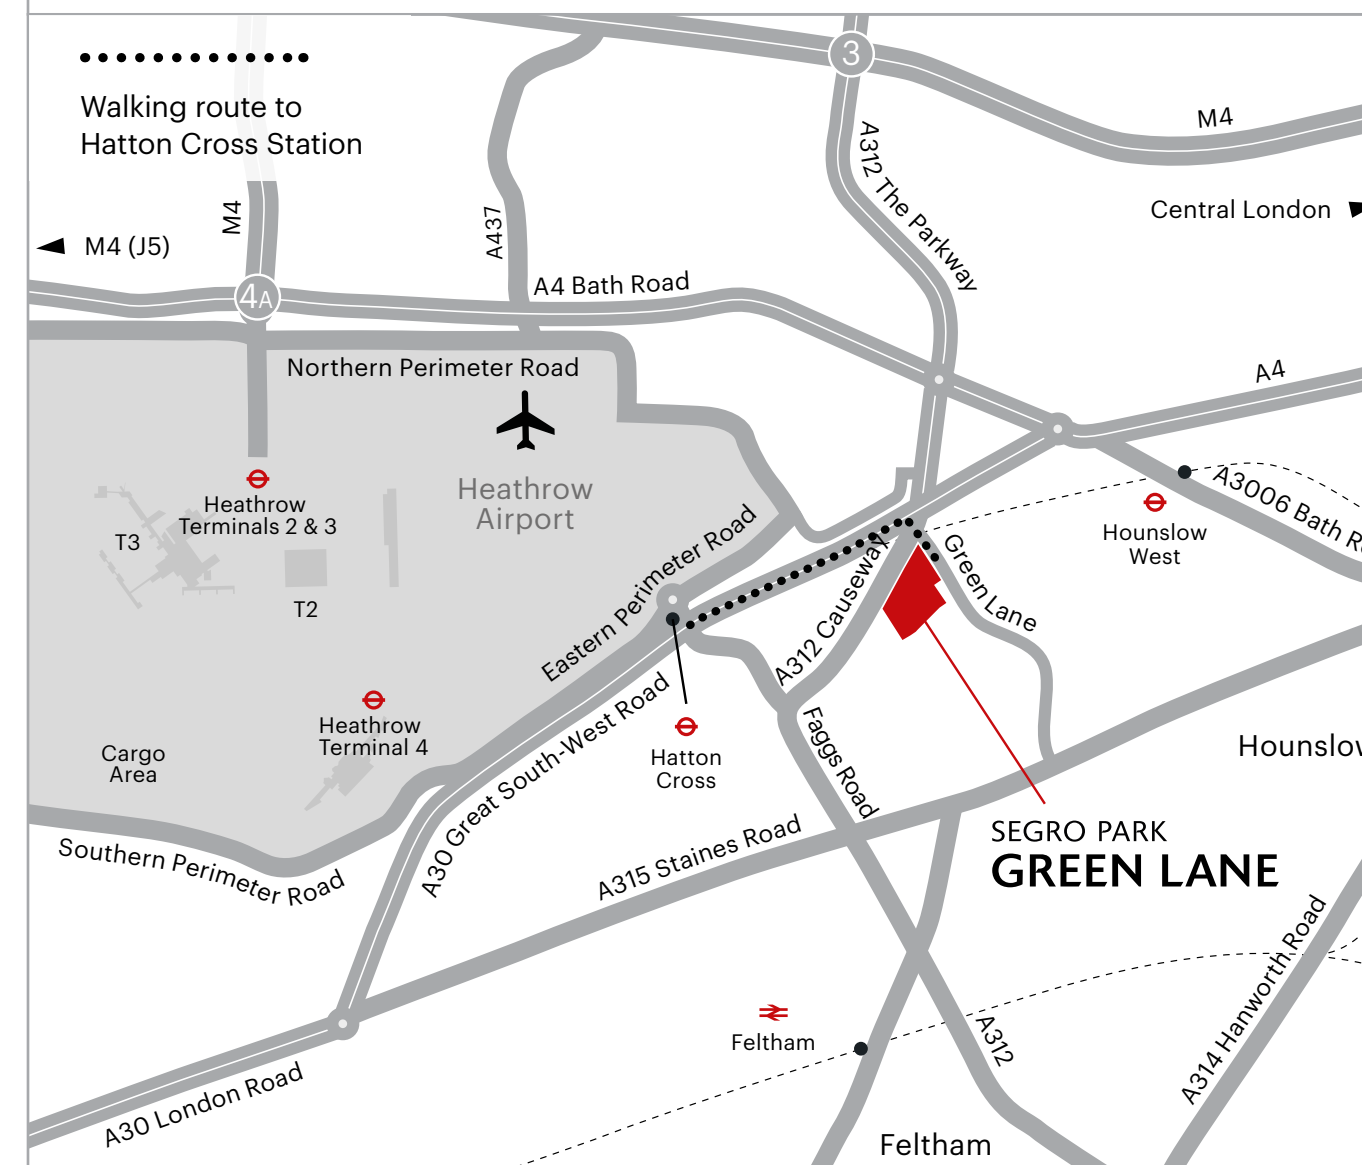 Walking route to
Hatton Cross Station
3
M4
A312 The Parkway
Central London
M4
A437
M4 (J5)
4A
A4 Bath Road
Northern Perimeter Road
A4
Heathrow
Airport
Heathrow
Terminals 2 & 3
T3
T2
A3006 Bath R
Hounslow
West
Eastern Perimeter Road
Green Lane
A312 Causeway
Heathrow
Terminal 4
Cargo
Area
A30 Great South-West Road
Hatton
Cross
Faggs Road
Hounslow
SEGRO PARK
GREEN LANE
Southern Perimeter Road
A315 Staines Road
A314 Hanworth Road
Feltham
A312
A30 London Road
Feltham